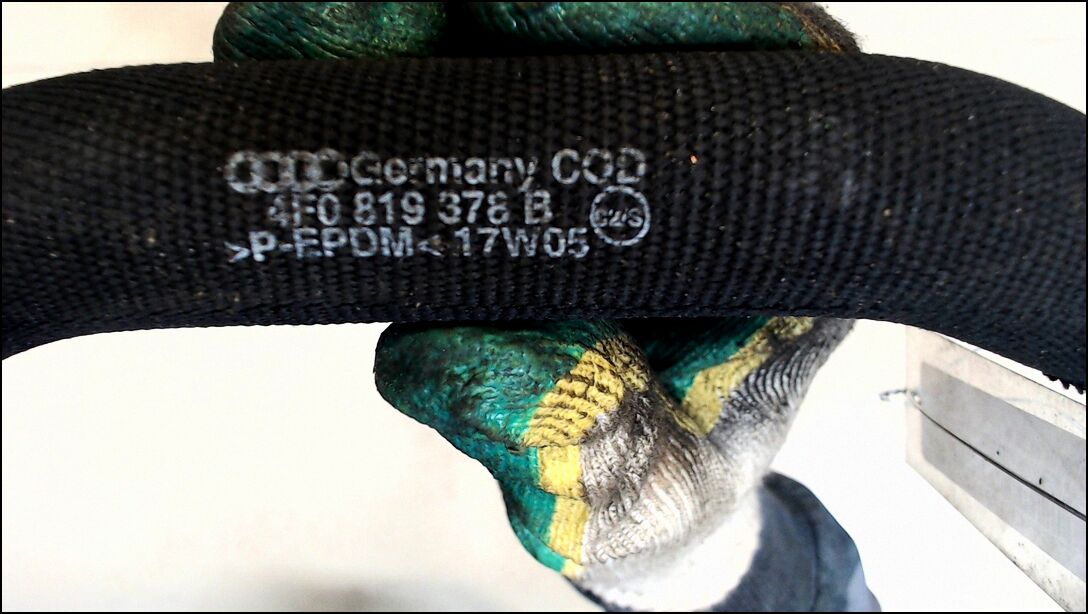 Germany COD
4F0 819 378 B
>P-EPDM< 17W05